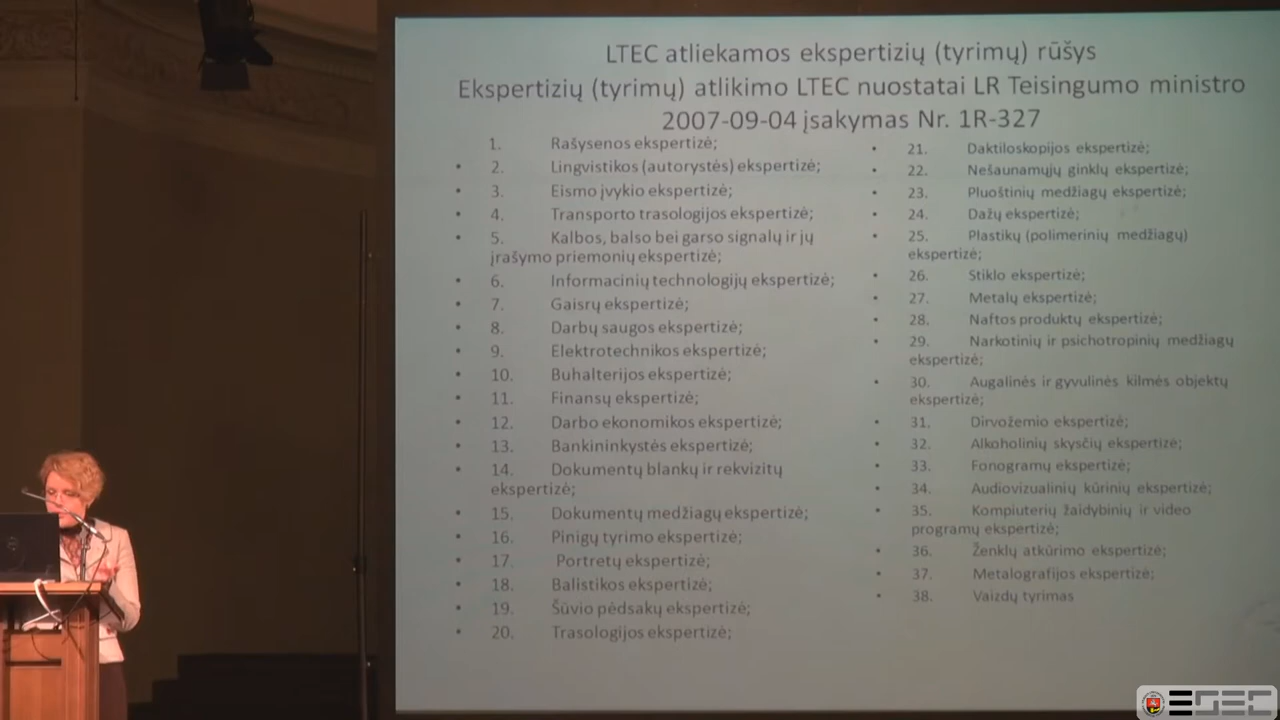 LTEC atliekamos ekspertizių (tyrimų) rūšys
Ekspertizių (tyrimų) atlikimo LTEC nuostatai LR Teisingumo ministro
2007-09-04 įsakymas Nr. 1R-327
1. Rašysenos ekspertizė;
• 2. Lingvistikos (autorystės) ekspertizė;
• 3. Eismo įvykio ekspertizė;
• 4. Transporto trasologijos ekspertizė;
• 5. Kalbos, balso bei garso signalų ir jų
įrašymo priemonių ekspertizė;
• 6. Informacinių technologijų ekspertizė;
• 7. Gaisrų ekspertizė;
• 8. Darbų saugos ekspertizė;
• 9. Elektrotechnikos ekspertizė;
• 10. Buhalterijos ekspertizė;
• 11. Finansų ekspertizė;
• 12. Darbo ekonomikos ekspertizė;
• 13. Bankininkystės ekspertizė;
• 14. Dokumentų blankų ir rekvizitų
ekspertizė;
• 15. Dokumentų medžiagų ekspertizė;
• 16. Pinigų tyrimo ekspertizė;
• 17. Portretų ekspertizė;
• 18. Balistikos ekspertizė;
• 19. Šūvio pėdsakų ekspertizė;
• 20. Trasologijos ekspertizė;
• 21. Daktiloskopijos ekspertizė;
• 22. Nešaunamųjų ginklų ekspertizė;
• 23. Pluoštinių medžiagų ekspertizė;
• 24. Dažų ekspertizė;
• 25. Plastikų (polimerinių medžiagų)
ekspertizė;
• 26. Stiklo ekspertizė;
• 27. Metalų ekspertizė;
• 28. Naftos produktų ekspertizė;
• 29. Narkotinių ir psichotropinių medžiagų
ekspertizė;
• 30. Augalinės ir gyvulinės kilmės objektų
ekspertizė;
• 31. Dirvožemio ekspertizė;
• 32. Alkoholinių skysčių ekspertizė;
• 33. Fonogramų ekspertizė;
• 34. Audiovizualinių kūrinių ekspertizė;
• 35. Kompiuterių žaidybinių ir video
programų ekspertizė;
• 36. Ženklų atkūrimo ekspertizė;
• 37. Metalografijos ekspertizė;
• 38. Vaizdų tyrimas